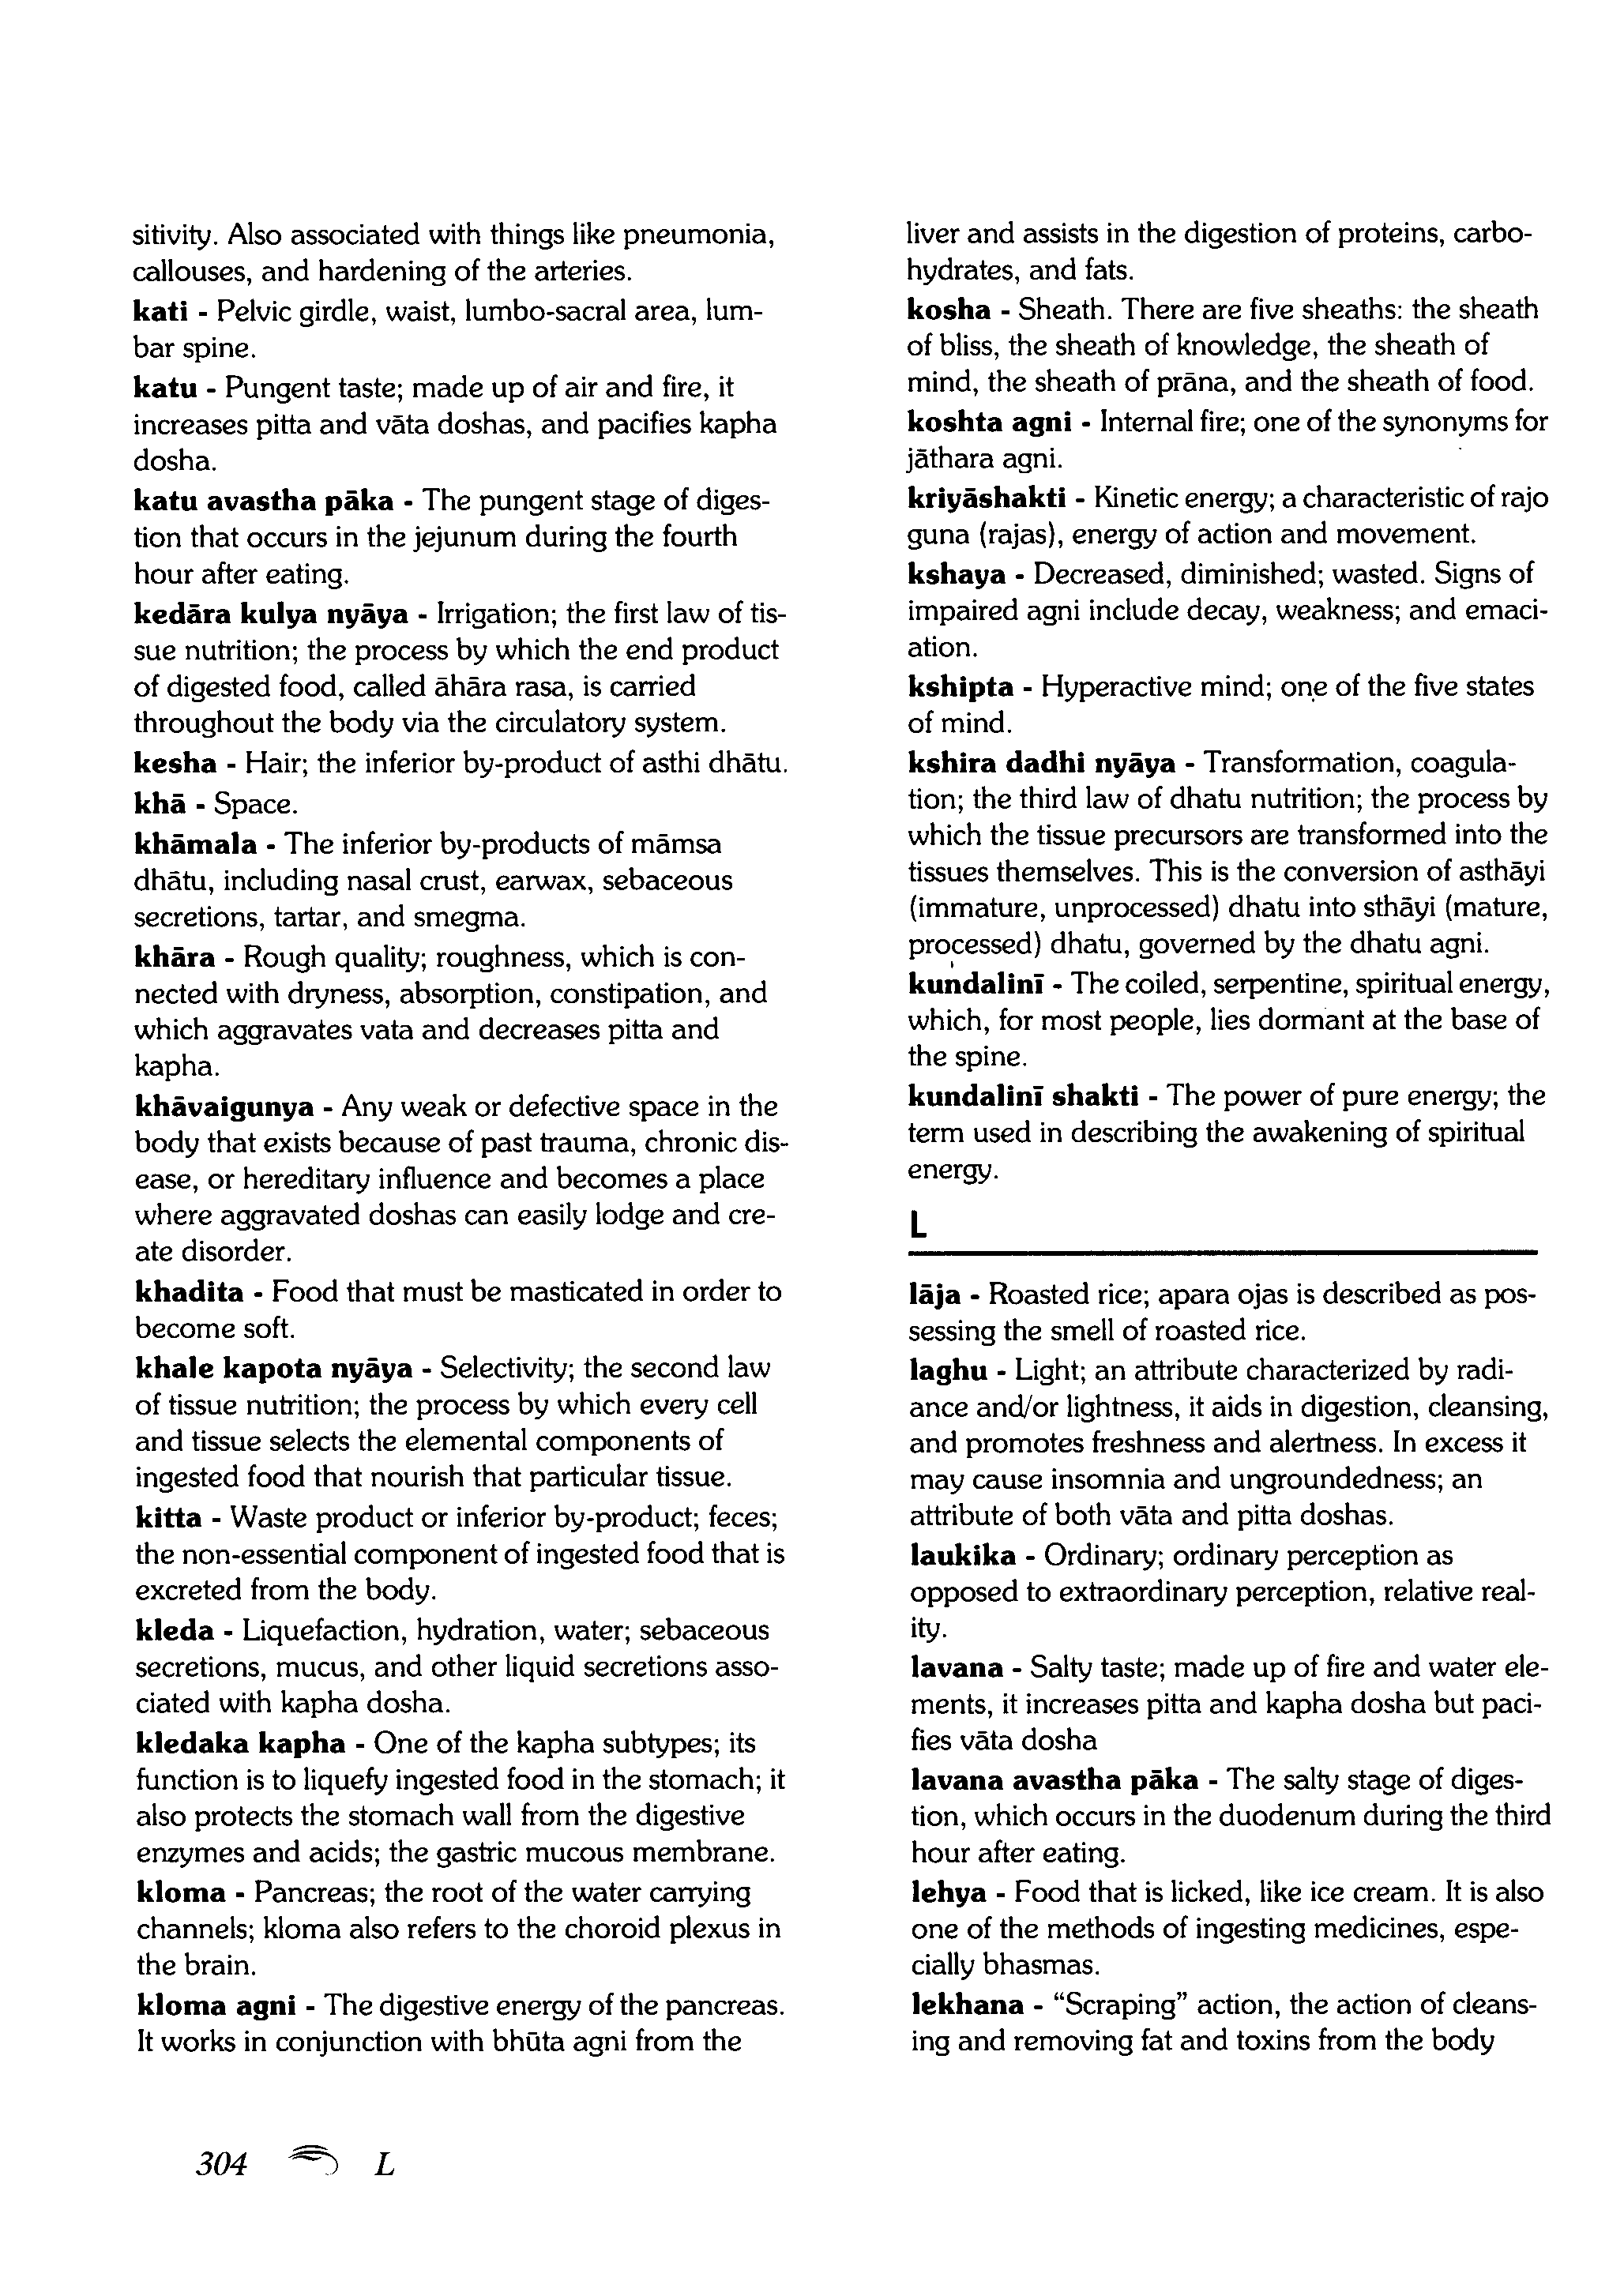 sitivity. Also associated with things like pneumonia,
callouses, and hardening of the arteries.
kati - Pelvic girdle, waist, lumbo-sacral area, lum-
bar spine.
katu - Pungent taste; made up of air and fire, it
increases pitta and vāta doshas, and pacifies kapha
dosha.
katu avastha pāka - The pungent stage of diges-
tion that occurs in the jejunum during the fourth
hour after eating.
kedāra kulya nyāya - Irrigation; the first law of tis-
sue nutrition; the process by which the end product
of digested food, called āhāra rasa, is carried
throughout the body via the circulatory system.
kesha - Hair; the inferior by-product of asthi dhātu.
khā - Space.
khāmala - The inferior by-products of māmsa
dhātu, including nasal crust, earwax, sebaceous
secretions, tartar, and smegma.
khāra - Rough quality; roughness, which is con-
nected with dryness, absorption, constipation, and
which aggravates vata and decreases pitta and
kapha.
khāvaigunya - Any weak or defective space in the
body that exists because of past trauma, chronic dis-
ease, or hereditary influence and becomes a place
where aggravated doshas can easily lodge and cre-
ate disorder.
khadita - Food that must be masticated in order to
become soft.
khale kapota nyāya - Selectivity; the second law
of tissue nutrition; the process by which every cell
and tissue selects the elemental components of
ingested food that nourish that particular tissue.
kitta - Waste product or inferior by-product; feces;
the non-essential component of ingested food that is
excreted from the body.
kleda - Liquefaction, hydration, water; sebaceous
secretions, mucus, and other liquid secretions asso-
ciated with kapha dosha.
kledaka kapha - One of the kapha subtypes; its
function is to liquefy ingested food in the stomach; it
also protects the stomach wall from the digestive
enzymes and acids; the gastric mucous membrane.
kloma - Pancreas; the root of the water carrying
channels; kloma also refers to the choroid plexus in
the brain.
kloma agni - The digestive energy of the pancreas.
It works in conjunction with bhūta agni from the
liver and assists in the digestion of proteins, carbo-
hydrates, and fats.
kosha - Sheath. There are five sheaths: the sheath
of bliss, the sheath of knowledge, the sheath of
mind, the sheath of prāna, and the sheath of food.
koshta agni - Internal fire; one of the synonyms for
jāthara agni.
kriyāshakti - Kinetic energy; a characteristic of rajo
guna (rajas), energy of action and movement.
kshaya - Decreased, diminished; wasted. Signs of
impaired agni include decay, weakness; and emaci-
ation.
kshipta - Hyperactive mind; one of the five states
of mind.
kshira dadhi nyāya - Transformation, coagula-
tion; the third law of dhatu nutrition; the process by
which the tissue precursors are transformed into the
tissues themselves. This is the conversion of asthāyi
(immature, unprocessed) dhatu into sthāyi (mature,
processed) dhatu, governed by the dhatu agni.
kundalinī - The coiled, serpentine, spiritual energy,
which, for most people, lies dormant at the base of
the spine.
kundalinī shakti - The power of pure energy; the
term used in describing the awakening of spiritual
energy.
L
lāja - Roasted rice; apara ojas is described as pos-
sessing the smell of roasted rice.
laghu - Light; an attribute characterized by radi-
ance and/or lightness, it aids in digestion, cleansing,
and promotes freshness and alertness. In excess it
may cause insomnia and ungroundedness; an
attribute of both vāta and pitta doshas.
laukika - Ordinary; ordinary perception as
opposed to extraordinary perception, relative real-
ity.
lavana - Salty taste; made up of fire and water ele-
ments, it increases pitta and kapha dosha but paci-
fies vāta dosha
lavana avastha pāka - The salty stage of diges-
tion, which occurs in the duodenum during the third
hour after eating.
lehya - Food that is licked, like ice cream. It is also
one of the methods of ingesting medicines, espe-
cially bhasmas.
lekhana - “Scraping” action, the action of cleans-
ing and removing fat and toxins from the body
304 L